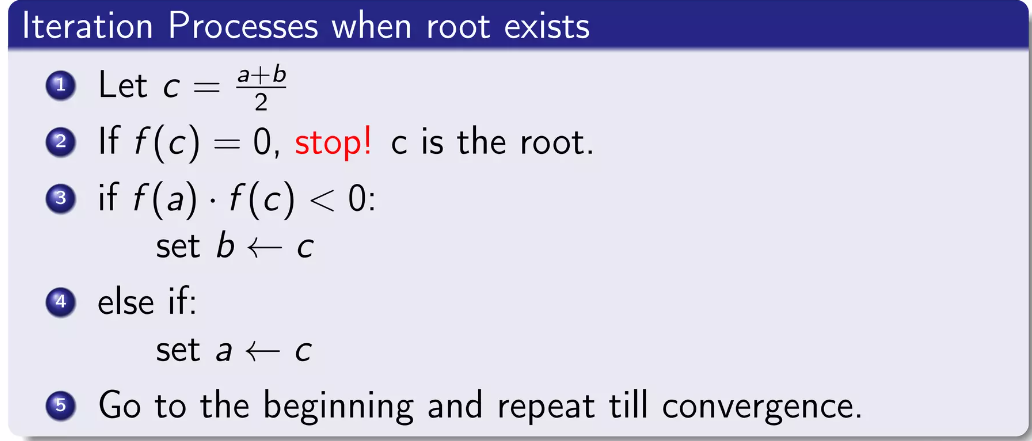 Iteration Processes when root exists
1 Let c = \frac{a+b}{2}
2 If f(c) = 0, stop! c is the root.
3 if f(a) · f(c) < 0:
set b ← c
4 else if:
set a ← c
5 Go to the beginning and repeat till convergence.